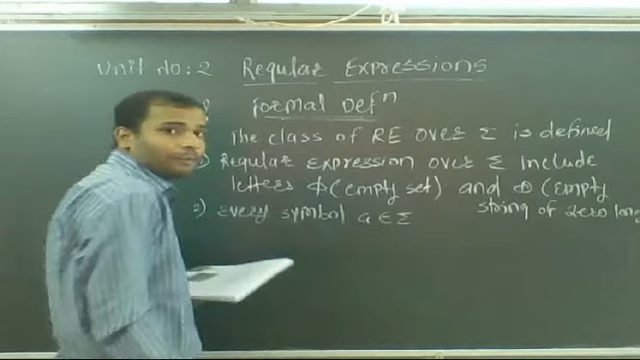 Unit No:2 Regular Expressions
Formal Defn
The class of RE over Σ is defined
) Regular expression over Σ include
letters Φ (empty set) and Θ (empty
string of zero long
2) every symbol a ∈ Σ